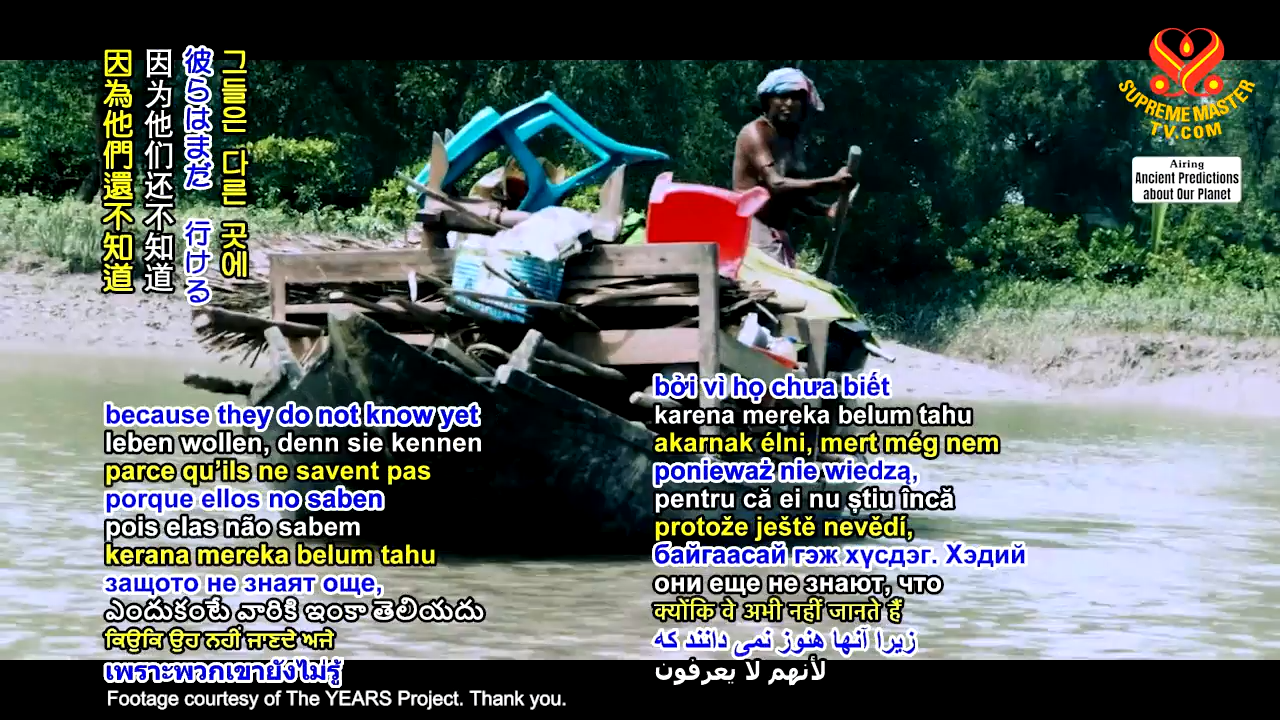 因為他們還不知道
因为他们还不知道
彼らはまだ 行ける
그들은 다른 곳에
SUPREME MASTER
TV.COM
Airing
Ancient Predictions
about Our Planet
because they do not know yet
leben wollen, denn sie kennen
parce qu’ils ne savent pas
porque ellos no saben
pois elas não sabem
kerana mereka belum tahu
защото не знаят още,
ఎందుకంటే వారికి ఇంకా తెలియదు
ਕਿਉਕਿ ਉਹ ਨਹੀਂ ਜਾਣਦੇ ਅਜੇ
เพราะพวกเขายังไม่รู้
bởi vì họ chưa biết
karena mereka belum tahu
akarnak élni, mert még nem
ponieważ nie wiedzą,
pentru că ei nu știu încă
protože ještě nevědí,
байгаасай гэж хүсдэг. Хэдий
они еще не знают, что
क्योंकि वे अभी नहीं जानते हैं
زیرا آنها هنوز نمی دانند که
لأنهم لا يعرفون
Footage courtesy of The YEARS Project. Thank you.